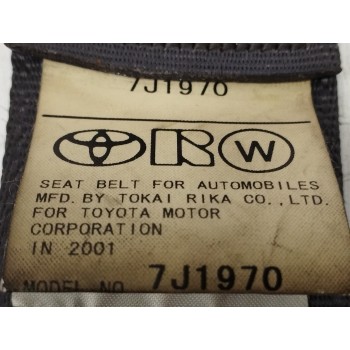 7J1970
R W
SEAT BELT FOR AUTOMOBILES
MFD. BY TOKAI RIKA CO.,LTD.
FOR TOYOTA MOTOR
CORPORATION
IN 2001
MODEL NO. 7J1970